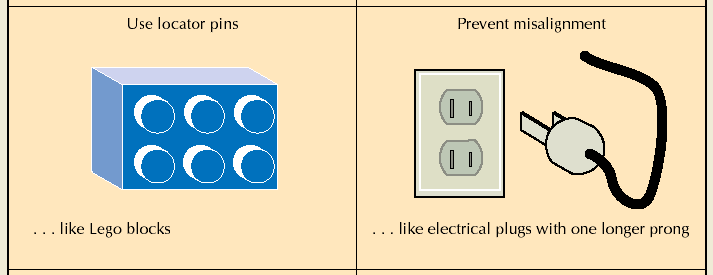 Use locator pins
Prevent misalignment
. . . like Lego blocks
. . . like electrical plugs with one longer prong